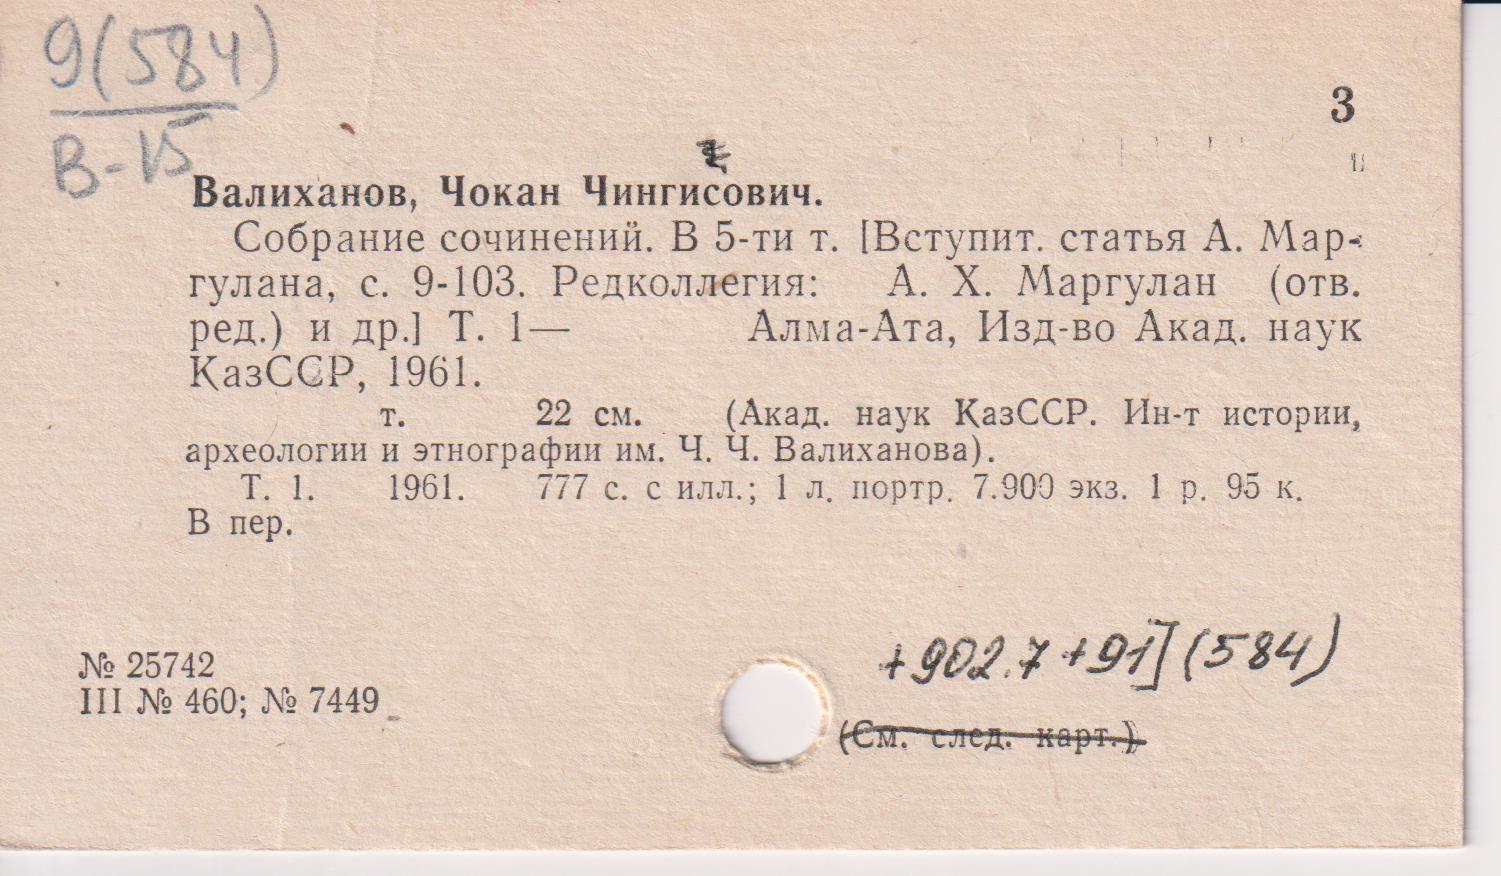 9(584)
В-15
3
Валиханов, Чокан Чингисович.
Собрание сочинений. В 5-ти т. [Вступит. статья А. Мар-
гулана, с. 9-103. Редколлегия: А. Х. Маргулан (отв.
ред.) и др.] Т. 1— Алма-Ата, Изд-во Акад. наук
КазССР, 1961.
т. 22 см. (Акад. наук КазССР. Ин-т истории,
археологии и этнографии им. Ч. Ч. Валиханова).
Т. 1. 1961. 777 с. с илл.; 1 л. портр. 7.900 экз. 1 р. 95 к.
В пер.
+902.7+91](584)
№ 25742
III № 460; № 7449
(См. след. карт.)